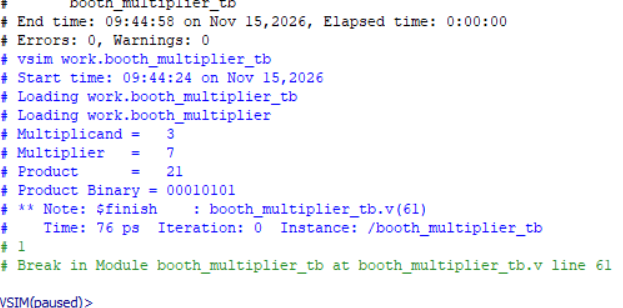 # booth_multiplier_tb
# End time: 09:44:58 on Nov 15,2026, Elapsed time: 0:00:00
# Errors: 0, Warnings: 0
# vsim work.booth_multiplier_tb
# Start time: 09:44:24 on Nov 15,2026
# Loading work.booth_multiplier_tb
# Loading work.booth_multiplier
# Multiplicand =   3
# Multiplier   =   7
# Product      =   21
# Product Binary = 00010101
# ** Note: $finish    : booth_multiplier_tb.v(61)
#    Time: 76 ps  Iteration: 0  Instance: /booth_multiplier_tb
# 1
# Break in Module booth_multiplier_tb at booth_multiplier_tb.v line 61
VSIM(paused)>